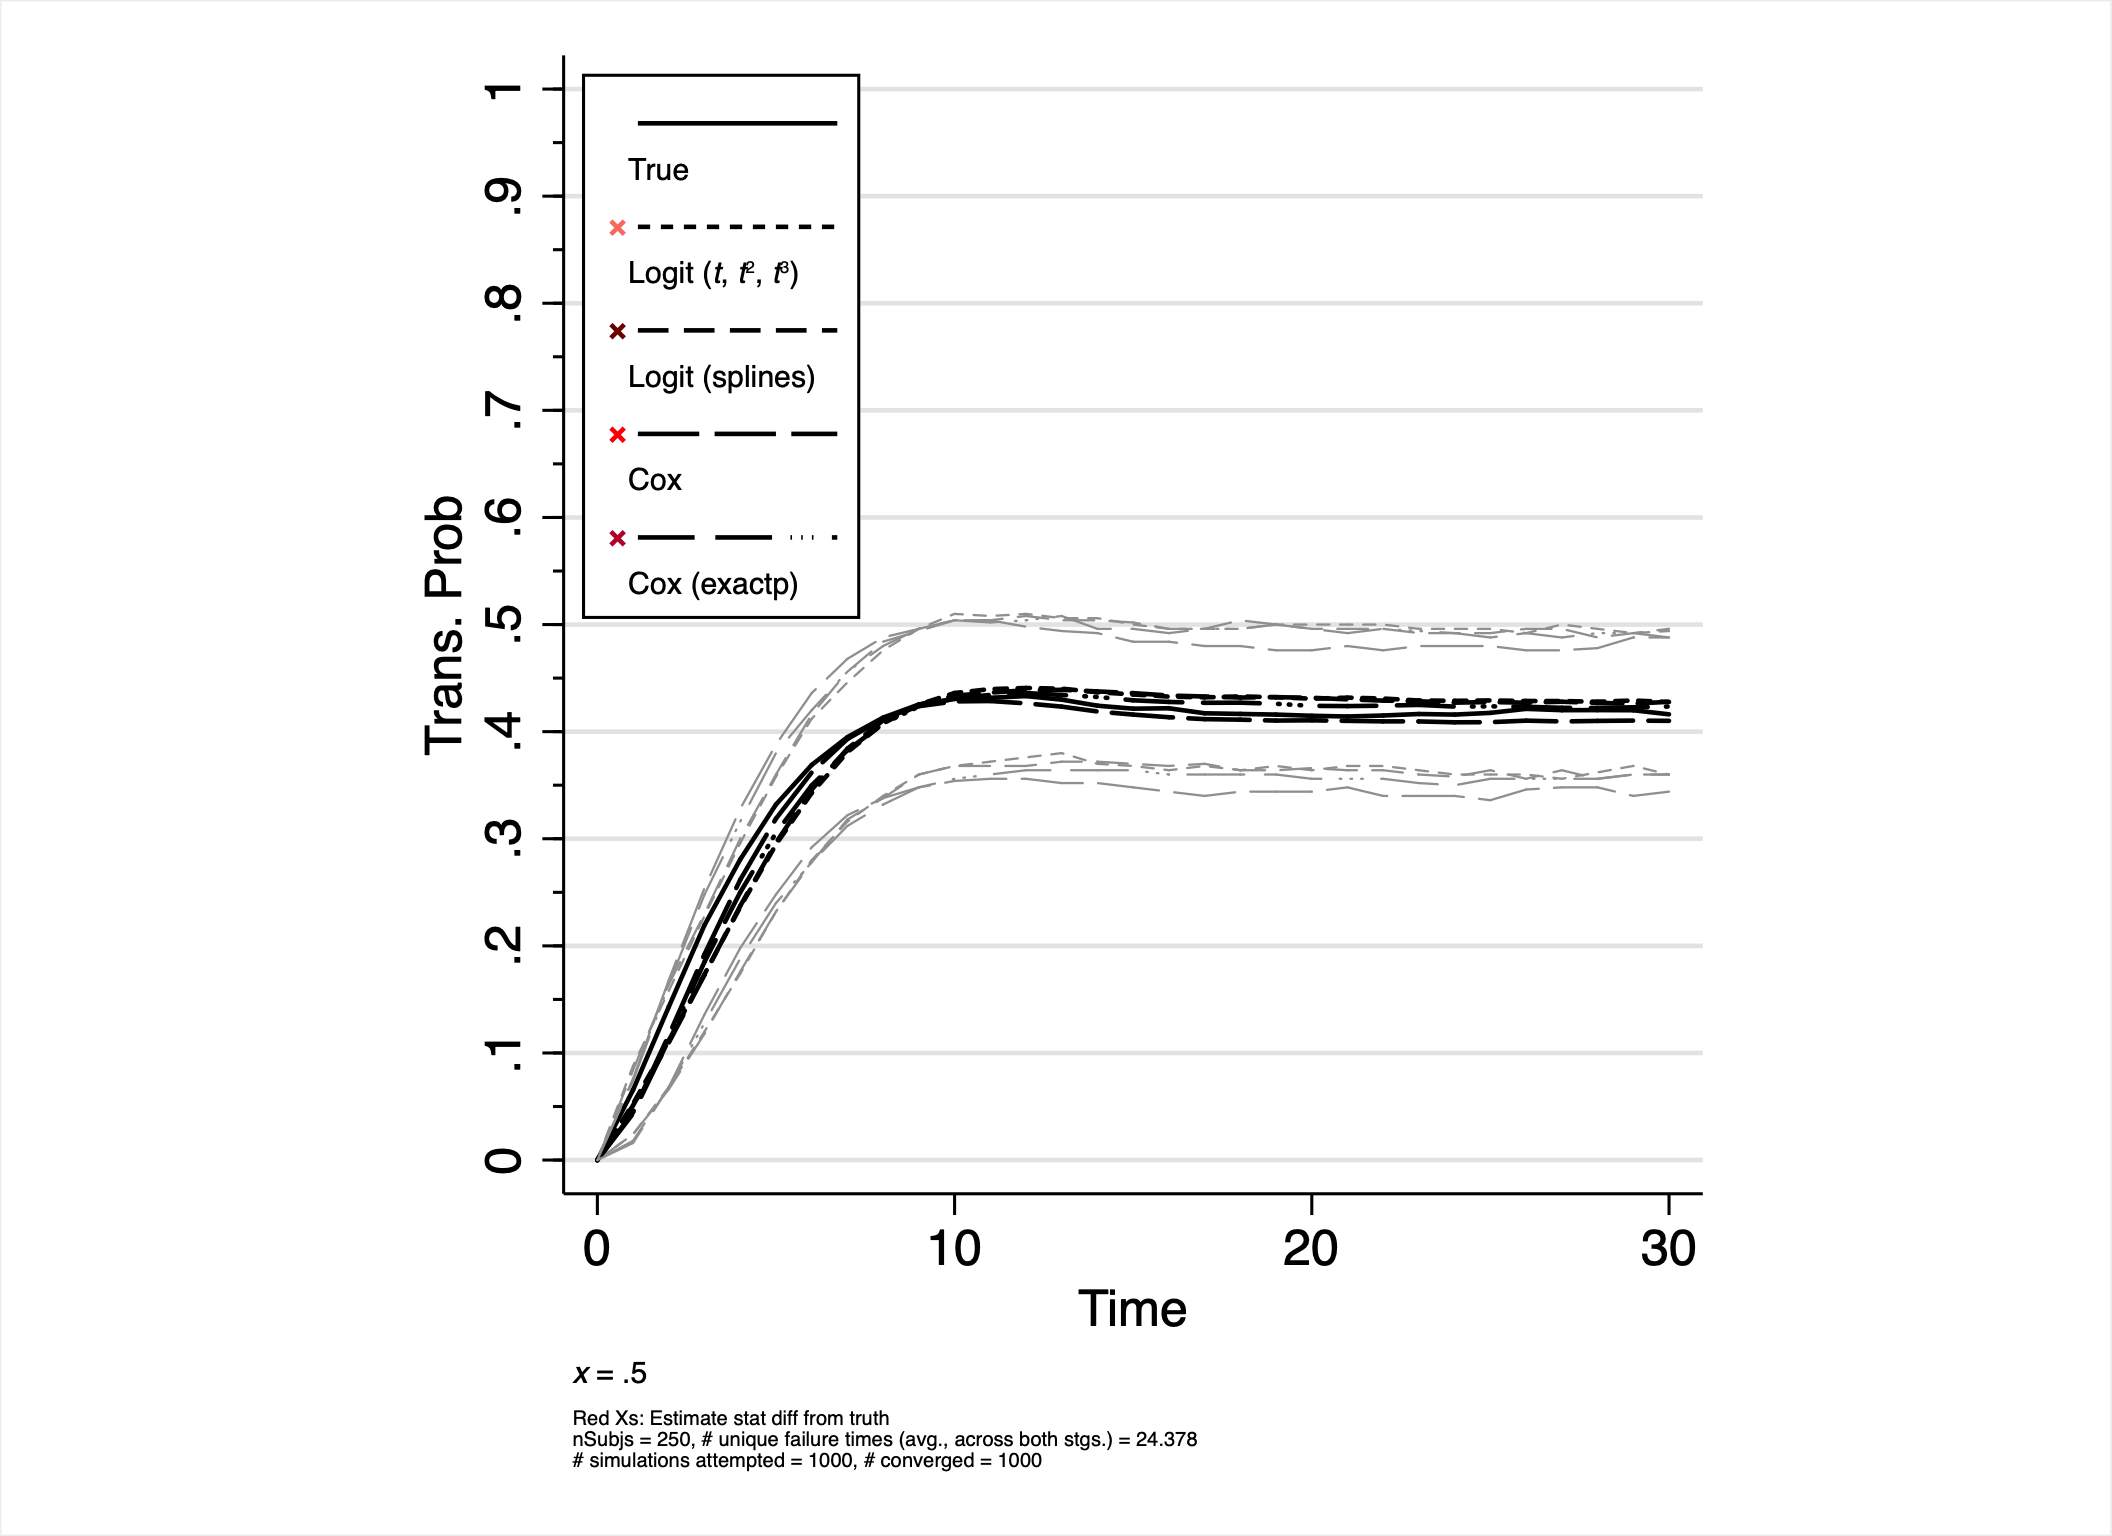 1
.9
.8
.7
.6
.5
.4
.3
.2
.1
0
Trans. Prob
True
Logit (t, t², t³)
Logit (splines)
Cox
Cox (exactp)
0 10 20 30
Time
x = .5
Red Xs: Estimate stat diff from truth
nSubjs = 250, # unique failure times (avg., across both stgs.) = 24.378
# simulations attempted = 1000, # converged = 1000